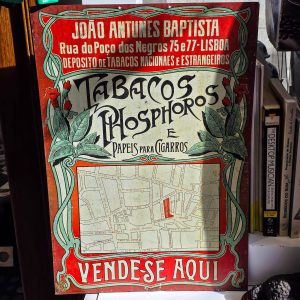 JOÃO ANTUNES BAPTISTA
Rua do Poço dos Negros 75 e 77-LISBOA
DEPOSITO DE TABACOS NACIONAES E ESTRANGEIROS
TABACOS
PHOSPHOROS
E
PAPEIS PARA CIGARROS
VENDE-SE AQUI